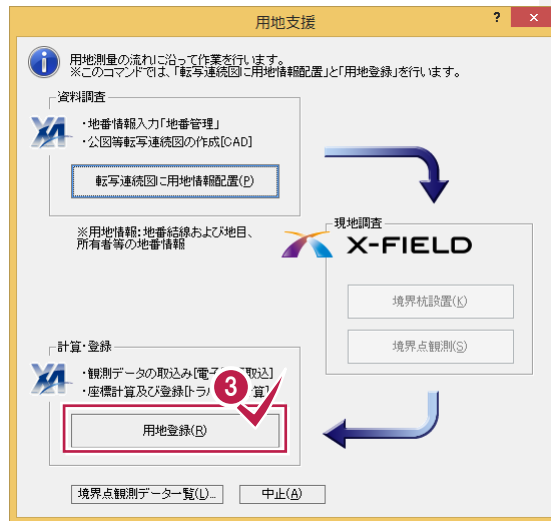 用地支援
? ×
用地測量の流れに沿って作業を行います。
※このコマンドでは、「転写連続図に用地情報配置」と「用地登録」を行います。
資料調査
・地番情報入力「地番管理」
・公図等転写連続図の作成[CAD]
転写連続図に用地情報配置(P)
※用地情報:地番結線および地目、
所有者等の地番情報
現地調査
X-FIELD
境界杭設置(K)
境界点観測(S)
計算・登録
・観測データの取込み[電子 取込]
・座標計算及び登録[トラバ 算]
3
用地登録(R)
境界点観測データ一覧(L)...
中止(A)